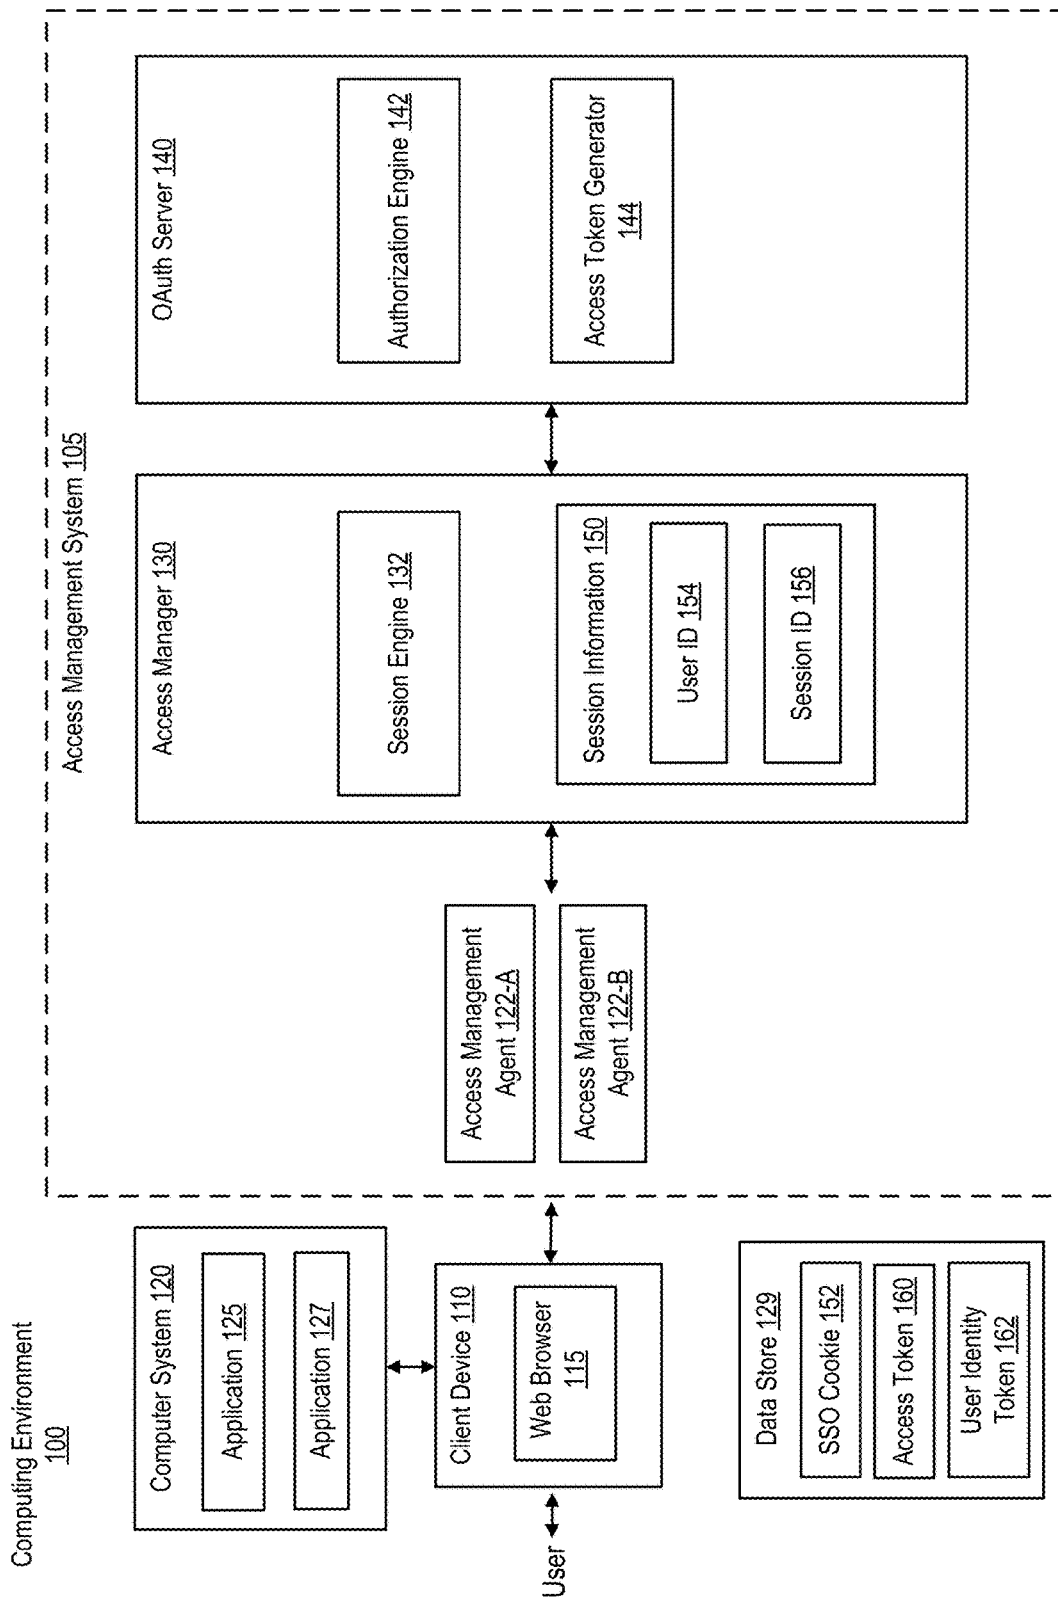 Computing Environment
100
Access Management System 105
Computer System 120
Application 125
Application 127
User
Client Device 110
Web Browser
115
Data Store 129
SSO Cookie 152
Access Token 160
User Identity
Token 162
Access Management
Agent 122-A
Access Management
Agent 122-B
Access Manager 130
Session Engine 132
Session Information 150
User ID 154
Session ID 156
OAuth Server 140
Authorization Engine 142
Access Token Generator
144